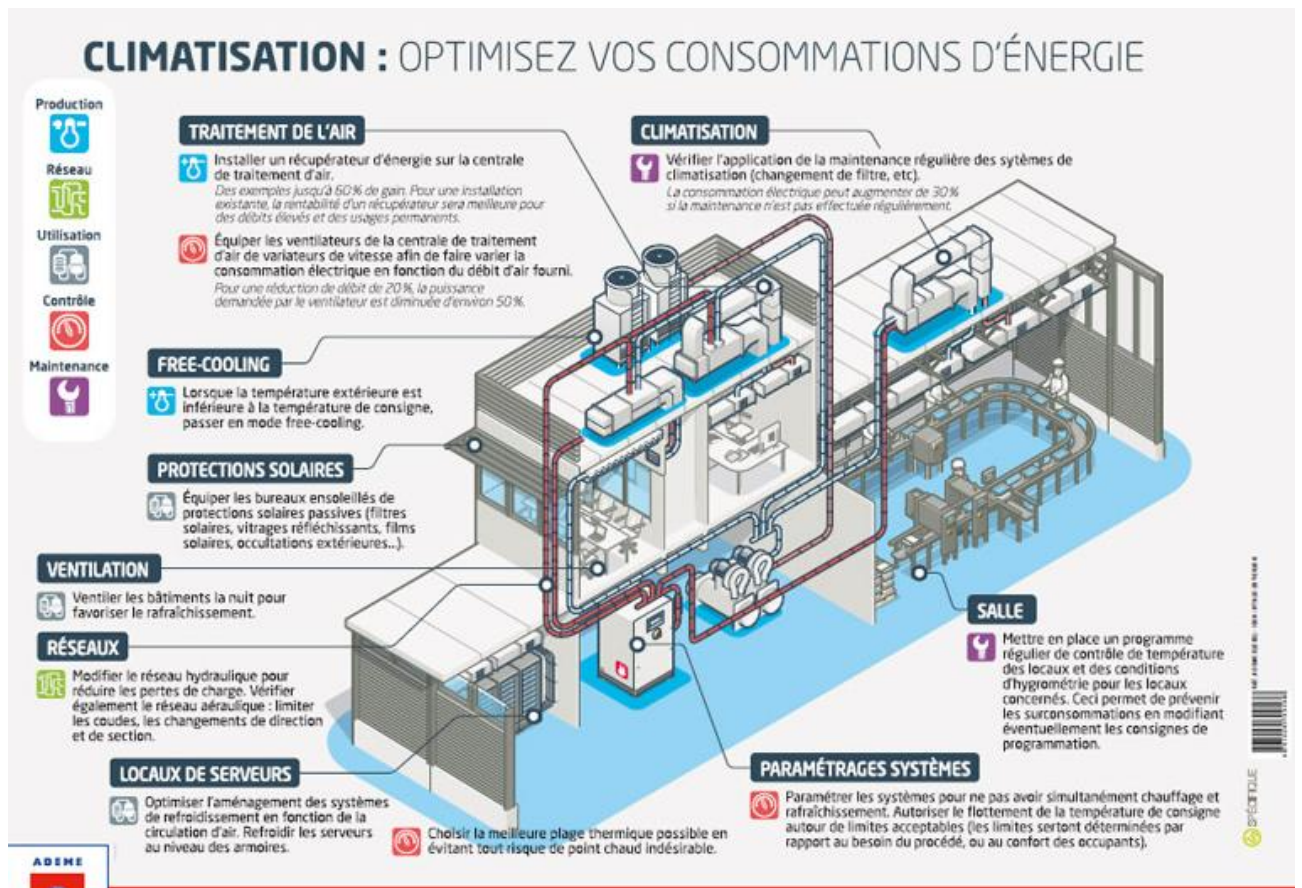 CLIMATISATION : OPTIMISEZ VOS CONSOMMATIONS D'ÉNERGIE
Production
Réseau
Utilisation
Contrôle
Maintenance
TRAITEMENT DE L'AIR
Installer un récupérateur d'énergie sur la centrale
de traitement d'air.
Des exemples jusqu'à 60% de gain. Pour une installation
existante, la rentabilité d'un récupérateur sera meilleure pour
des débits élevés et des usages permanents.
Équiper les ventilateurs de la centrale de traitement
d'air de variateurs de vitesse afin de faire varier la
consommation électrique en fonction du débit d'air fourni.
Pour une réduction de débit de 20%, la puissance
demandée par le ventilateur est diminuée d'environ 50%.
CLIMATISATION
Vérifier l'application de la maintenance régulière des sytèmes de
climatisation (changement de filtre, etc).
La consommation électrique peut augmenter de 30%
si la maintenance n'est pas effectuée régulièrement.
FREE-COOLING
Lorsque la température extérieure est
inférieure à la température de consigne,
passer en mode free-cooling.
PROTECTIONS SOLAIRES
Équiper les bureaux ensoleillés de
protections solaires passives (filtres
solaires, vitrages réfléchissants, films
solaires, occultations extérieures...).
VENTILATION
Ventiler les bâtiments la nuit pour
favoriser le rafraîchissement.
RÉSEAUX
Modifier le réseau hydraulique pour
réduire les pertes de charge. Vérifier
également le réseau aéraulique : limiter
les coudes, les changements de direction
et de section.
LOCAUX DE SERVEURS
Optimiser l'aménagement des systèmes
de refroidissement en fonction de la
circulation d'air. Refroidir les serveurs
au niveau des armoires.
Choisir la meilleure plage thermique possible en
évitant tout risque de point chaud indésirable.
SALLE
Mettre en place un programme
régulier de contrôle de température
des locaux et des conditions
d'hygrométrie pour les locaux
concernés. Ceci permet de prévenir
les surconsommations en modifiant
éventuellement les consignes de
programmation.
PARAMÉTRAGES SYSTÈMES
Paramétrer les systèmes pour ne pas avoir simultanément chauffage et
rafraîchissement. Autoriser le flottement de la température de consigne
autour de limites acceptables (les limites sertont déterminées par
rapport au besoin du procédé, ou au confort des occupants).
SPÉCIFIQUE
ADEME